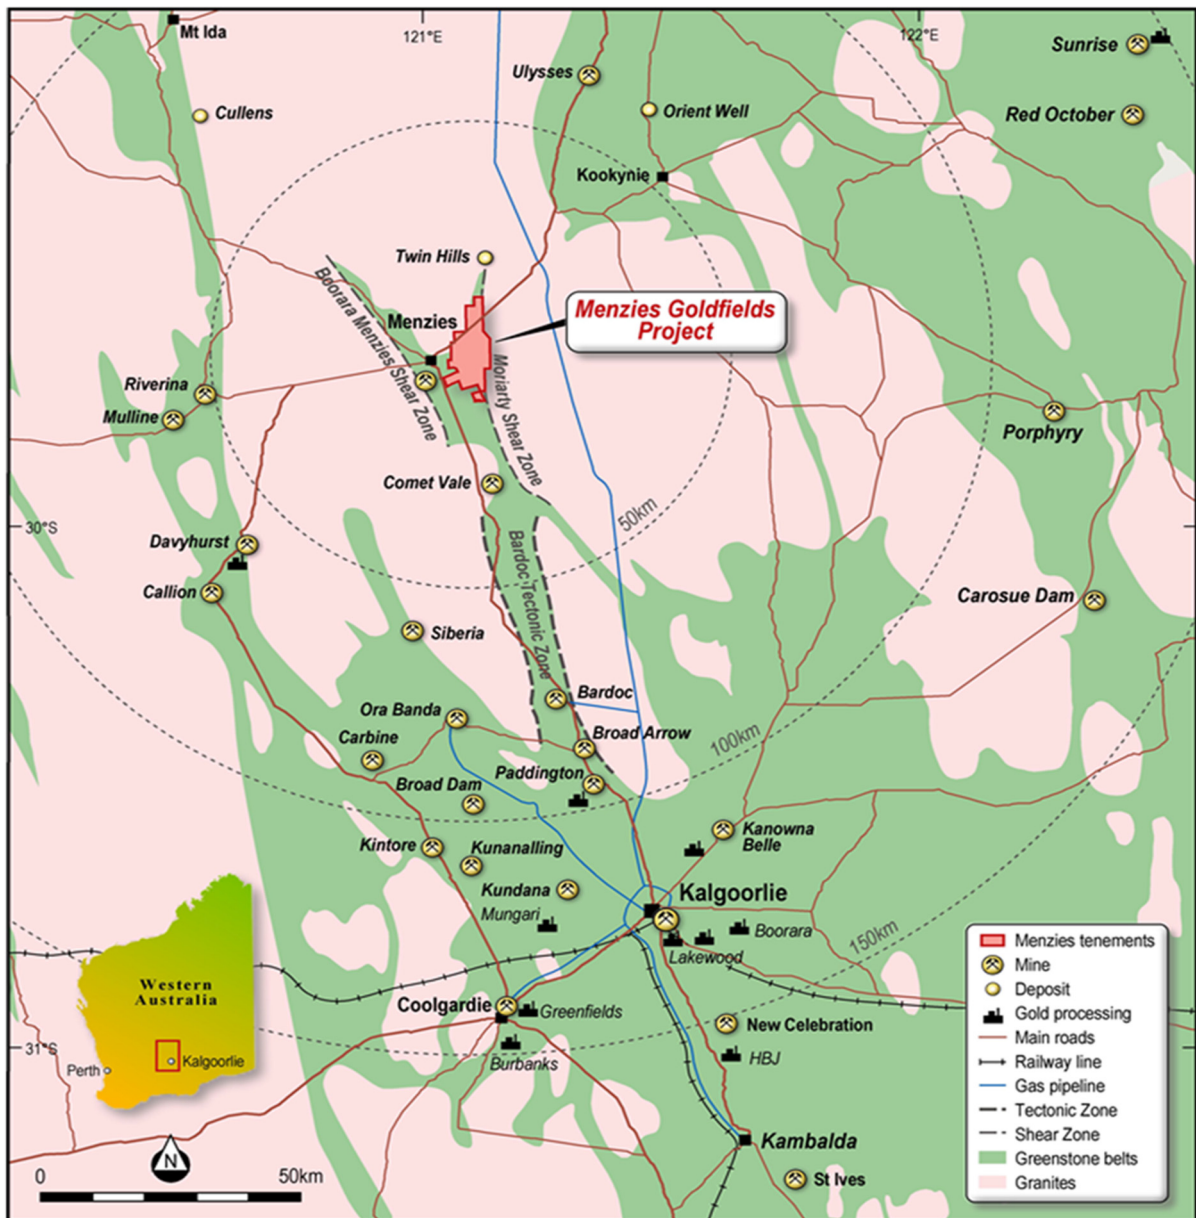 Mt Ida
121°E
122°E
Sunrise
Ulysses
Cullens
Orient Well
Red October
Kookynie
Twin Hills
Boorara Menzies Shear Zone
Menzies
Menzies Goldfields
Project
Moriarty Shear Zone
Riverina
Mulline
Porphyry
Comet Vale
50km
30°S
Davyhurst
Bardoc Tectonic Zone
Callion
Carosue Dam
Siberia
Bardoc
Ora Banda
Broad Arrow
Carbine
100km
Paddington
Broad Dam
Kanowna
Belle
Kintore
Kunanalling
Kundana
Kalgoorlie
Mungari
Boorara
150km
Lakewood
Coolgardie
Greenfields
New Celebration
Burbanks
HBJ
31°S
Kambalda
St Ives
Western
Australia
Kalgoorlie
Perth
N
0
50km
Menzies tenements
Mine
Deposit
Gold processing
Main roads
Railway line
Gas pipeline
Tectonic Zone
Shear Zone
Greenstone belts
Granites